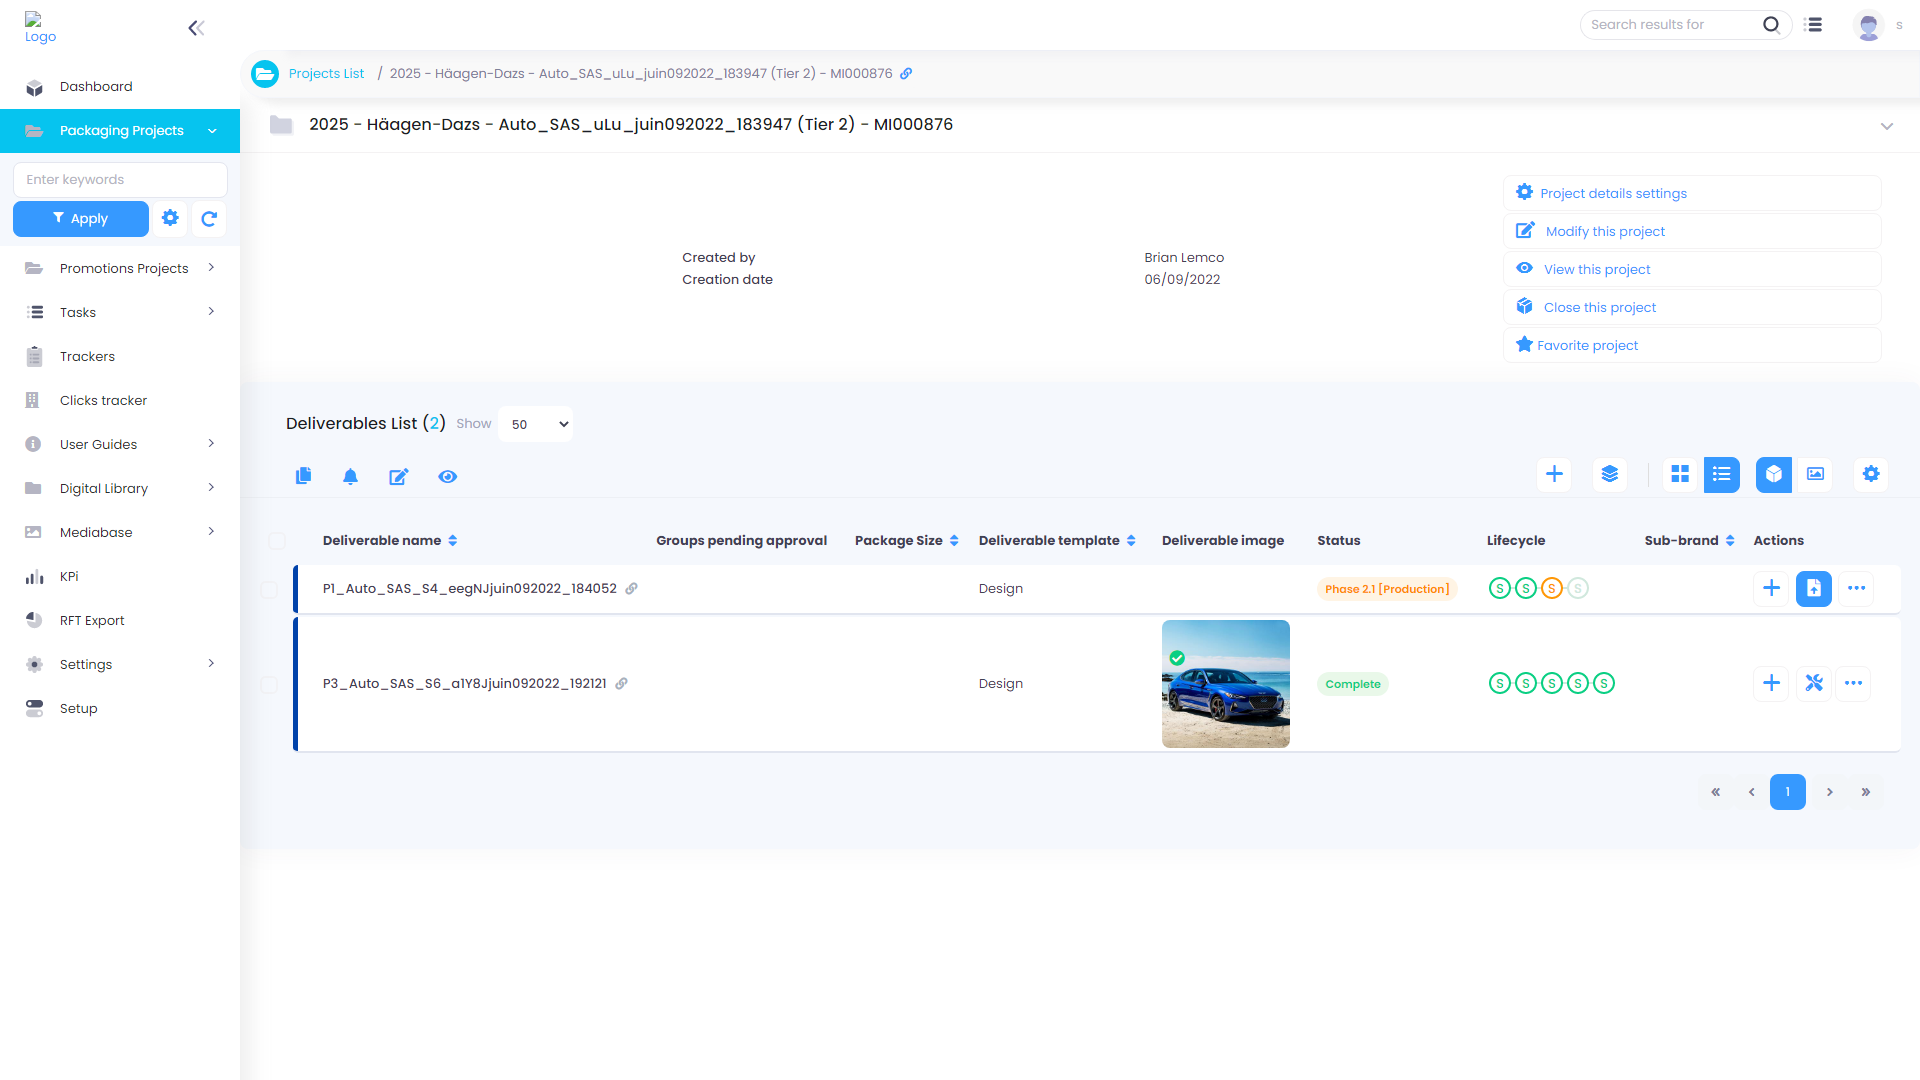 Logo
Search results for
s
Dashboard
Packaging Projects
Enter keywords
Apply
Promotions Projects
Tasks
Trackers
Clicks tracker
User Guides
Digital Library
Mediabase
KPi
RFT Export
Settings
Setup
Projects List / 2025 - Häagen-Dazs - Auto_SAS_uLu_juin092022_183947 (Tier 2) - MI000876
2025 - Häagen-Dazs - Auto_SAS_uLu_juin092022_183947 (Tier 2) - MI000876
Created by Brian Lemco
Creation date 06/09/2022
Project details settings
Modify this project
View this project
Close this project
Favorite project
Deliverables List (2) Show 50
Deliverable name Groups pending approval Package Size Deliverable template Deliverable image Status Lifecycle Sub-brand Actions
P1_Auto_SAS_S4_eegNJjuin092022_184052 Design Phase 2.1 [Production] S S S S
P3_Auto_SAS_S6_a1Y8Jjuin092022_192121 Design Complete S S S S S
« ‹ 1 › »